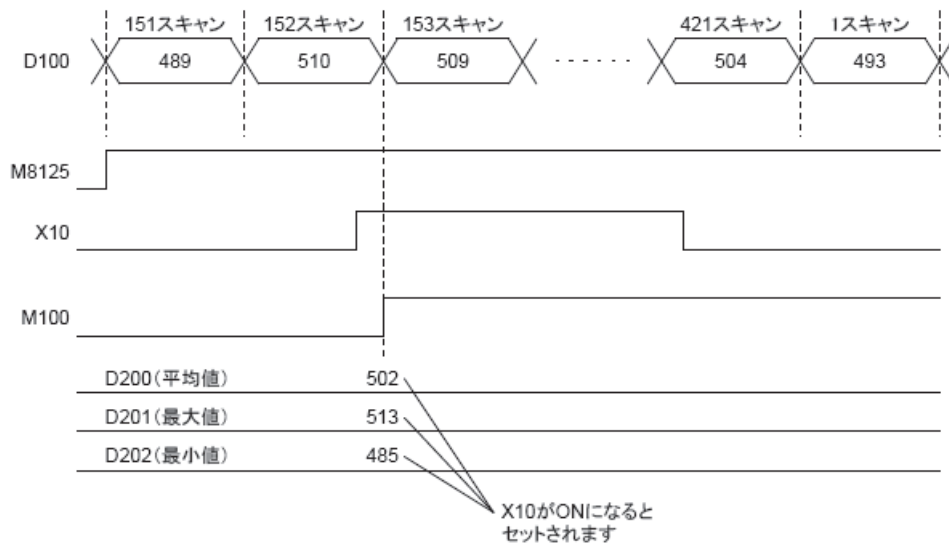 151スキャン 152スキャン 153スキャン 421スキャン 1スキャン
D100 489 510 509 ······ 504 493
M8125
X10
M100
D200(平均値) 502
D201(最大値) 513
D202(最小値) 485
X10がONになると
セットされます